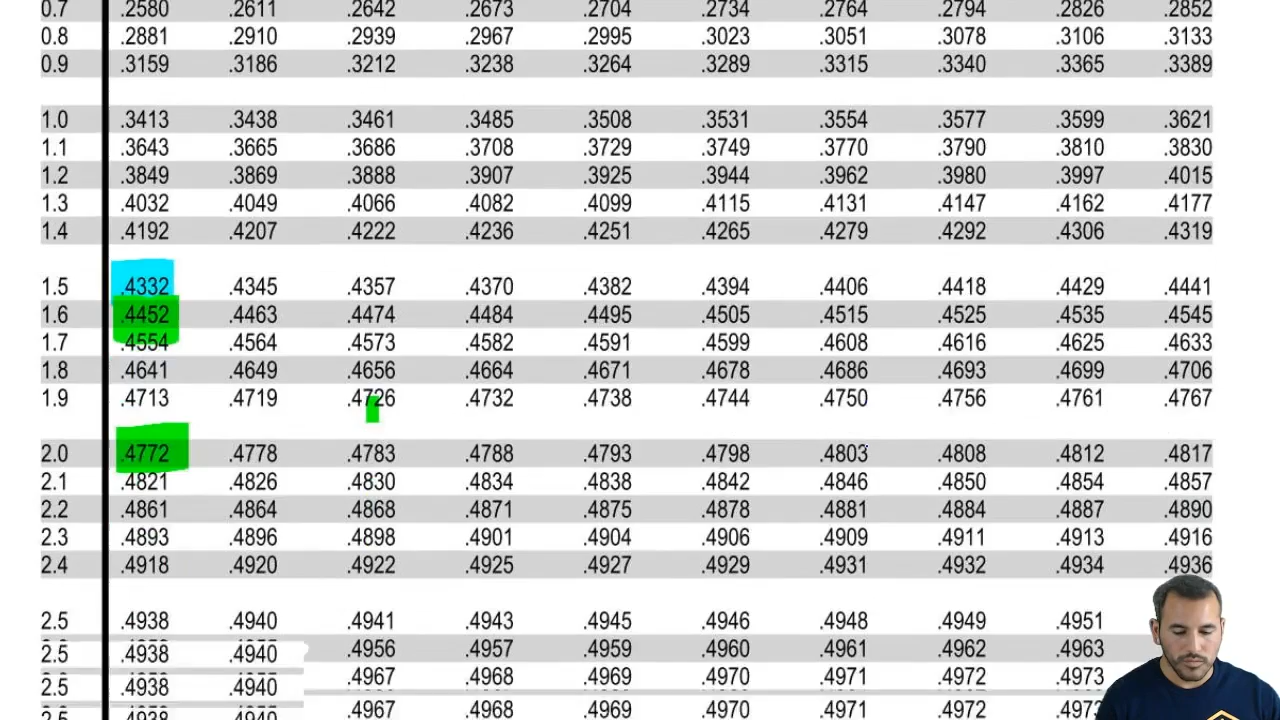 0.7 .2580 .2611 .2642 .2673 .2704 .2734 .2764 .2794 .2826 .2852
0.8 .2881 .2910 .2939 .2967 .2995 .3023 .3051 .3078 .3106 .3133
0.9 .3159 .3186 .3212 .3238 .3264 .3289 .3315 .3340 .3365 .3389
1.0 .3413 .3438 .3461 .3485 .3508 .3531 .3554 .3577 .3599 .3621
1.1 .3643 .3665 .3686 .3708 .3729 .3749 .3770 .3790 .3810 .3830
1.2 .3849 .3869 .3888 .3907 .3925 .3944 .3962 .3980 .3997 .4015
1.3 .4032 .4049 .4066 .4082 .4099 .4115 .4131 .4147 .4162 .4177
1.4 .4192 .4207 .4222 .4236 .4251 .4265 .4279 .4292 .4306 .4319
1.5 .4332 .4345 .4357 .4370 .4382 .4394 .4406 .4418 .4429 .4441
1.6 .4452 .4463 .4474 .4484 .4495 .4505 .4515 .4525 .4535 .4545
1.7 .4554 .4564 .4573 .4582 .4591 .4599 .4608 .4616 .4625 .4633
1.8 .4641 .4649 .4656 .4664 .4671 .4678 .4686 .4693 .4699 .4706
1.9 .4713 .4719 .4726 .4732 .4738 .4744 .4750 .4756 .4761 .4767
2.0 .4772 .4778 .4783 .4788 .4793 .4798 .4803 .4808 .4812 .4817
2.1 .4821 .4826 .4830 .4834 .4838 .4842 .4846 .4850 .4854 .4857
2.2 .4861 .4864 .4868 .4871 .4875 .4878 .4881 .4884 .4887 .4890
2.3 .4893 .4896 .4898 .4901 .4904 .4906 .4909 .4911 .4913 .4916
2.4 .4918 .4920 .4922 .4925 .4927 .4929 .4931 .4932 .4934 .4936
2.5 .4938 .4940 .4941 .4943 .4945 .4946 .4948 .4949 .4951
2.5 .4938 .4940 .4956 .4957 .4959 .4960 .4961 .4962 .4963
2.5 .4938 .4940 .4967 .4968 .4969 .4970 .4971 .4972 .4973
2.5 .4938 .4940 .4967 .4968 .4969 .4970 .4971 .4972